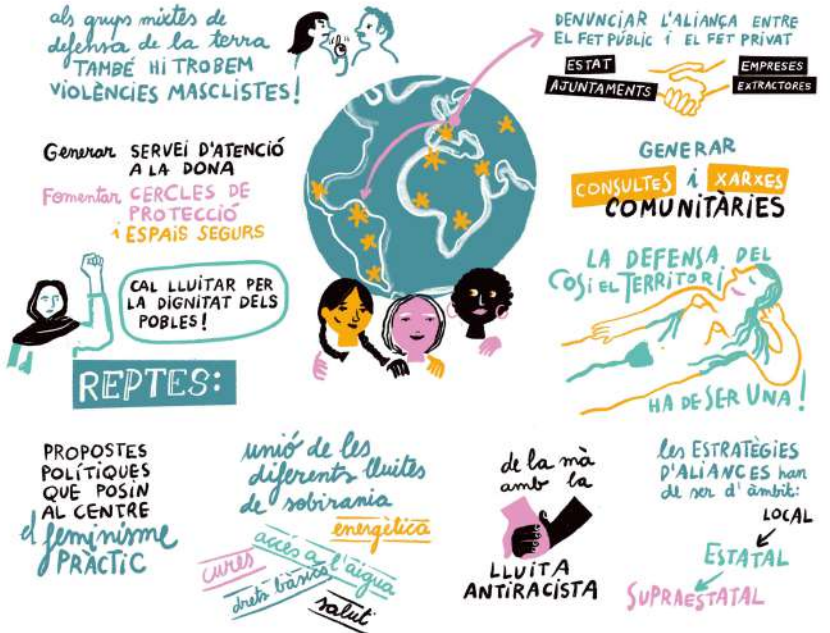 als grups mixtes de
defensa de la terra
TAMBÉ HI TROBEM
VIOLÈNCIES MASCLISTES!
DENUNCIAR L'ALIANÇA ENTRE
EL FET PÚBLIC i EL FET PRIVAT
ESTAT
AJUNTAMENTS
EMPRESES
EXTRACTORES
Generar SERVEI D'ATENCIÓ
A LA DONA
Fomentar CERCLES DE
PROTECCIÓ
i ESPAIS SEGURS
GENERAR
CONSULTES i XARXES
COMUNITÀRIES
CAL LLUITAR PER
LA DIGNITAT DELS
POBLES!
LA DEFENSA DEL
COS i EL TERRITORI
HA DE SER UNA!
REPTES:
PROPOSTES
POLÍTIQUES
QUE POSIN
AL CENTRE
el feminisme
PRÀCTIC
unió de les
diferents lluites
de sobirania
energètica
accés a l'aigua
cures
drets bàsics
salut
de la mà
amb la
LLUITA
ANTIRACISTA
les ESTRATÈGIES
D'ALIANCES han
de ser d'àmbit:
LOCAL
ESTATAL
SUPRAESTATAL